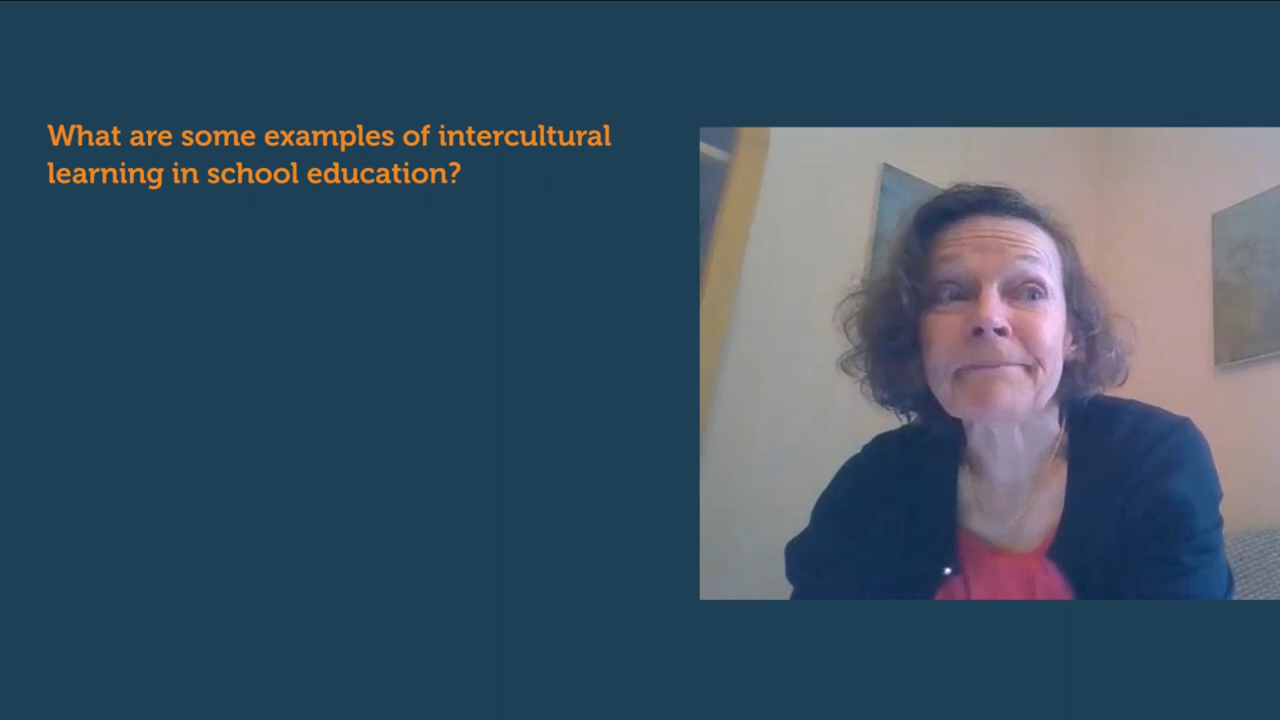 What are some examples of intercultural
learning in school education?